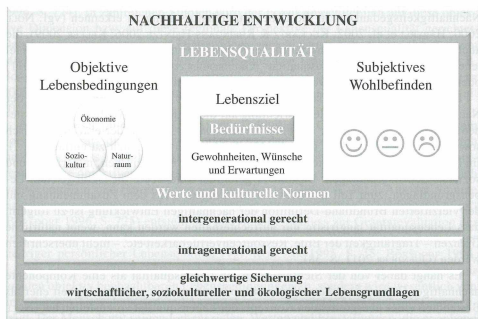 NACHHALTIGE ENTWICKLUNG
LEBENSQUALITÄT
Objektive
Lebensbedingungen
Ökonomie
Sozio-
kultur
Natur-
raum
Lebensziel
Bedürfnisse
Gewohnheiten, Wünsche
und Erwartungen
Subjektives
Wohlbefinden
Werte und kulturelle Normen
intergenerational gerecht
intragenerational gerecht
gleichwertige Sicherung
wirtschaftlicher, soziokultureller und ökologischer Lebensgrundlagen